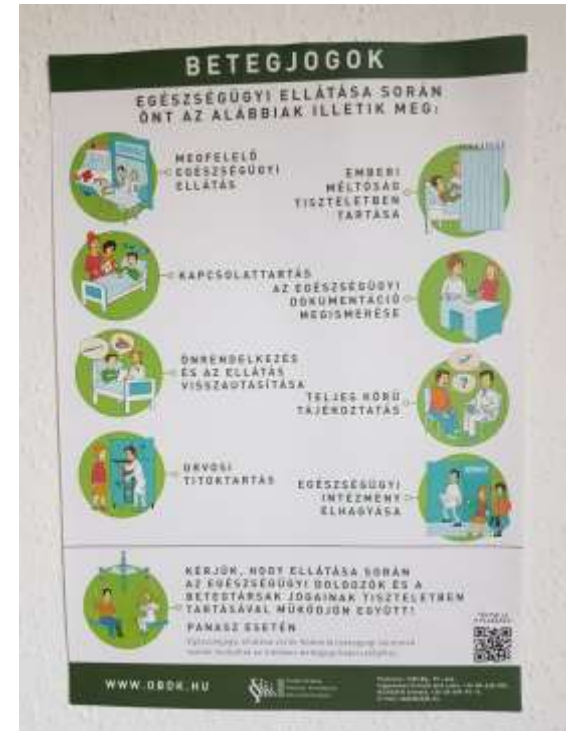 BETEGJOGOK
EGÉSZSÉGÜGYI ELLÁTÁSA SORÁN
ÖNT AZ ALÁBBIAK ILLETIK MEG:
MEGFELELŐ
EGÉSZSÉGÜGYI
ELLÁTÁS
EMBERI
MÉLTÓSÁG
TISZTELETBEN
TARTÁSA
KAPCSOLATTARTÁS
AZ EGÉSZSÉGÜGYI
DOKUMENTÁCIÓ
MEGISMERÉSE
ÖNRENDELKEZÉS
ÉS AZ ELLÁTÁS
VISSZAUTASÍTÁSA
TELJES KÖRŰ
TÁJÉKOZTATÁS
ORVOSI
TITOKTARTÁS
EGÉSZSÉGÜGYI
INTÉZMÉNY
ELHAGYÁSA
KÉRJÜK, HOGY ELLÁTÁSA SORÁN
AZ EGÉSZSÉGÜGYI DOLGOZÓK ÉS A
BETEGTÁRSAK JOGAINAK TISZTELETBEN
TARTÁSÁVAL MŰKÖDJÖN EGYÜTT!
PANASZ ESETÉN
WWW.OBDK.HU